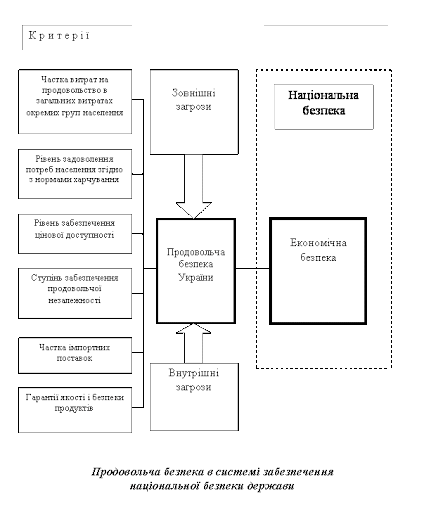 Критерії
Частка витрат на
продовольство в
загальних витратах
окремих груп населення
Рівень задоволення
потреб населення згідно
з нормами харчування
Рівень забезпечення
цінової доступності
Ступінь забезпечення
продовольчої
незалежності
Частка імпортних
поставок
Гарантії якості і безпеки
продуктів
Зовнішні
загрози
Продовольча
безпека
України
Внутрішні
загрози
Національна
безпека
Економічна
безпека
Продовольча безпека в системі забезпечення
національної безпеки держави